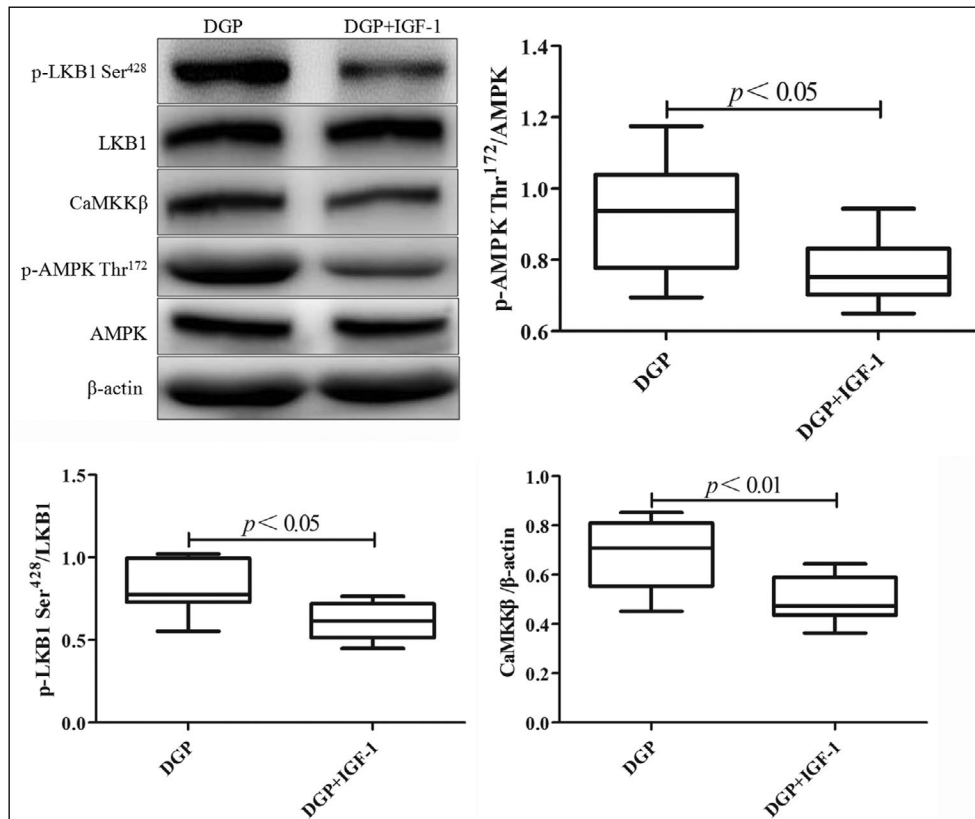 DGP DGP+IGF-1
p-LKB1 Ser⁴²⁸
LKB1
CaMKKβ
p-AMPK Thr¹⁷²
AMPK
β-actin
p-AMPK Thr¹⁷²/AMPK
1.4
1.2
1.0
0.8
0.6
p< 0.05
DGP
DGP+IGF-1
p-LKB1 Ser⁴²⁸/LKB1
1.5
1.0
0.5
0.0
p< 0.05
DGP
DGP+IGF-1
CaMKKβ /β-actin
1.0
0.8
0.6
0.4
0.2
0.0
p< 0.01
DGP
DGP+IGF-1